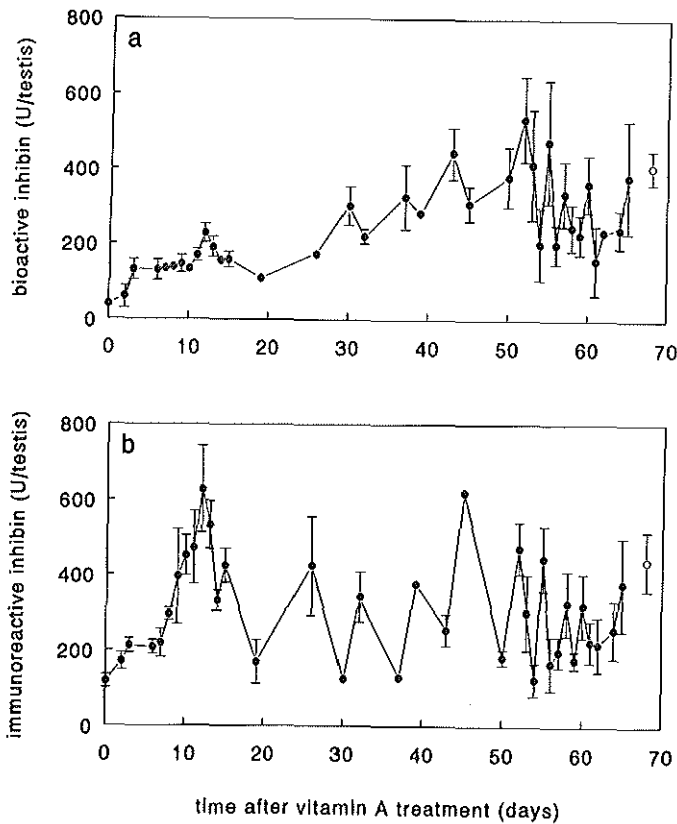 800
a
600
400
200
0
bioactive inhibin (U/testis)
0 10 20 30 40 50 60 70
800
b
600
400
200
0
immunoreactive inhibin (U/testis)
0 10 20 30 40 50 60 70
time after vitamin A treatment (days)